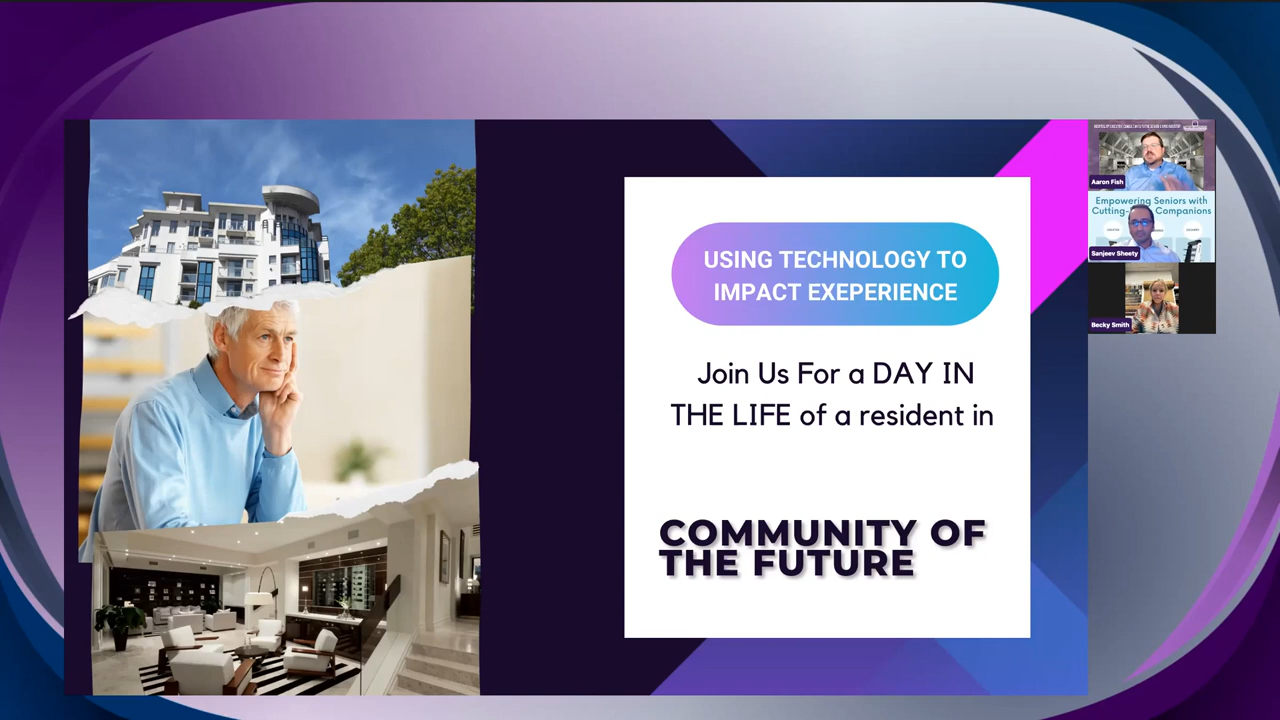 USING TECHNOLOGY TO
IMPACT EXEPERIENCE
Join Us For a DAY IN
THE LIFE of a resident in
COMMUNITY OF
THE FUTURE
Aaron Fish
Empowering Seniors with
Cutting- Companions
Sanjeev Sheety
Becky Smith